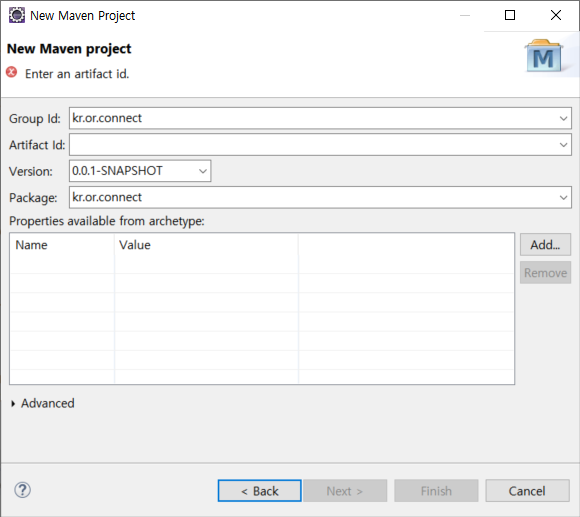 New Maven Project
New Maven project
Enter an artifact id.
M
Group Id: kr.or.connect
Artifact Id:
Version: 0.0.1-SNAPSHOT
Package: kr.or.connect
Properties available from archetype:
Name Value
Add...
Remove
Advanced
? < Back Next > Finish Cancel